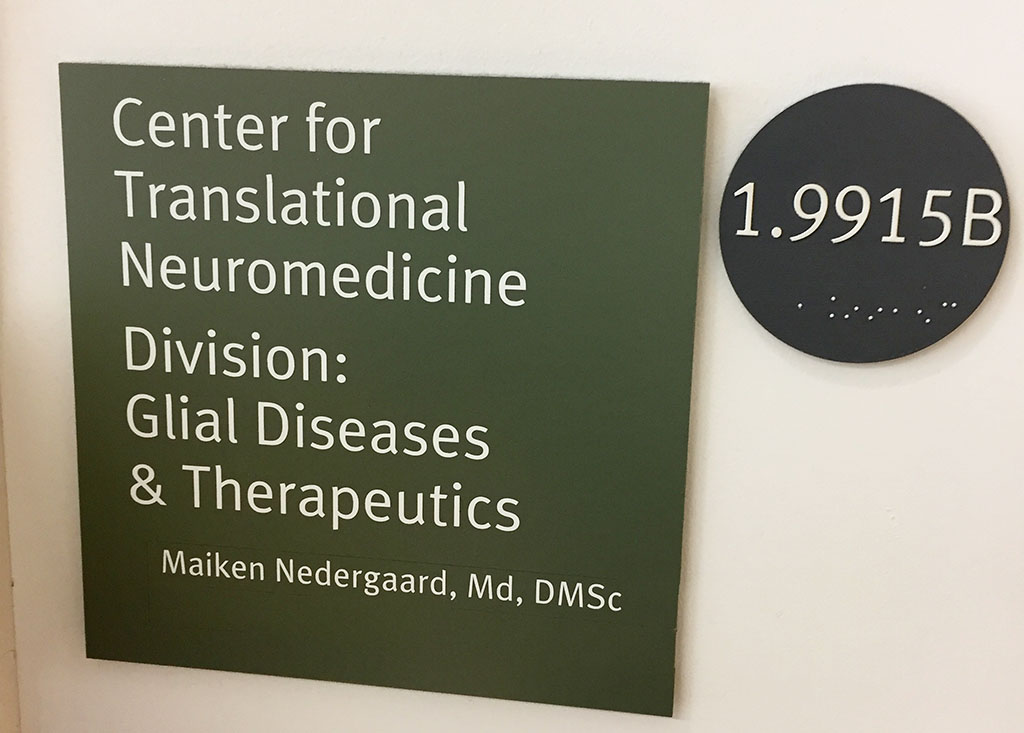 Center for
Translational
Neuromedicine
Division:
Glial Diseases
& Therapeutics
Maiken Nedergaard, Md, DMSc
1.9915B